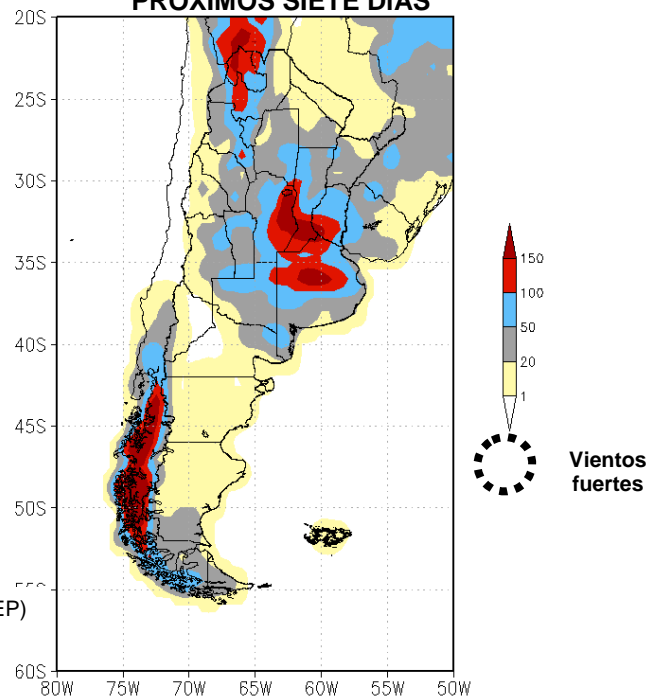 PRÓXIMOS SIETE DÍAS
20S
25S
30S
35S
40S
45S
50S
60S
80W 75W 70W 65W 60W 55W 50W
EP)
150
100
50
20
1
Vientos
fuertes